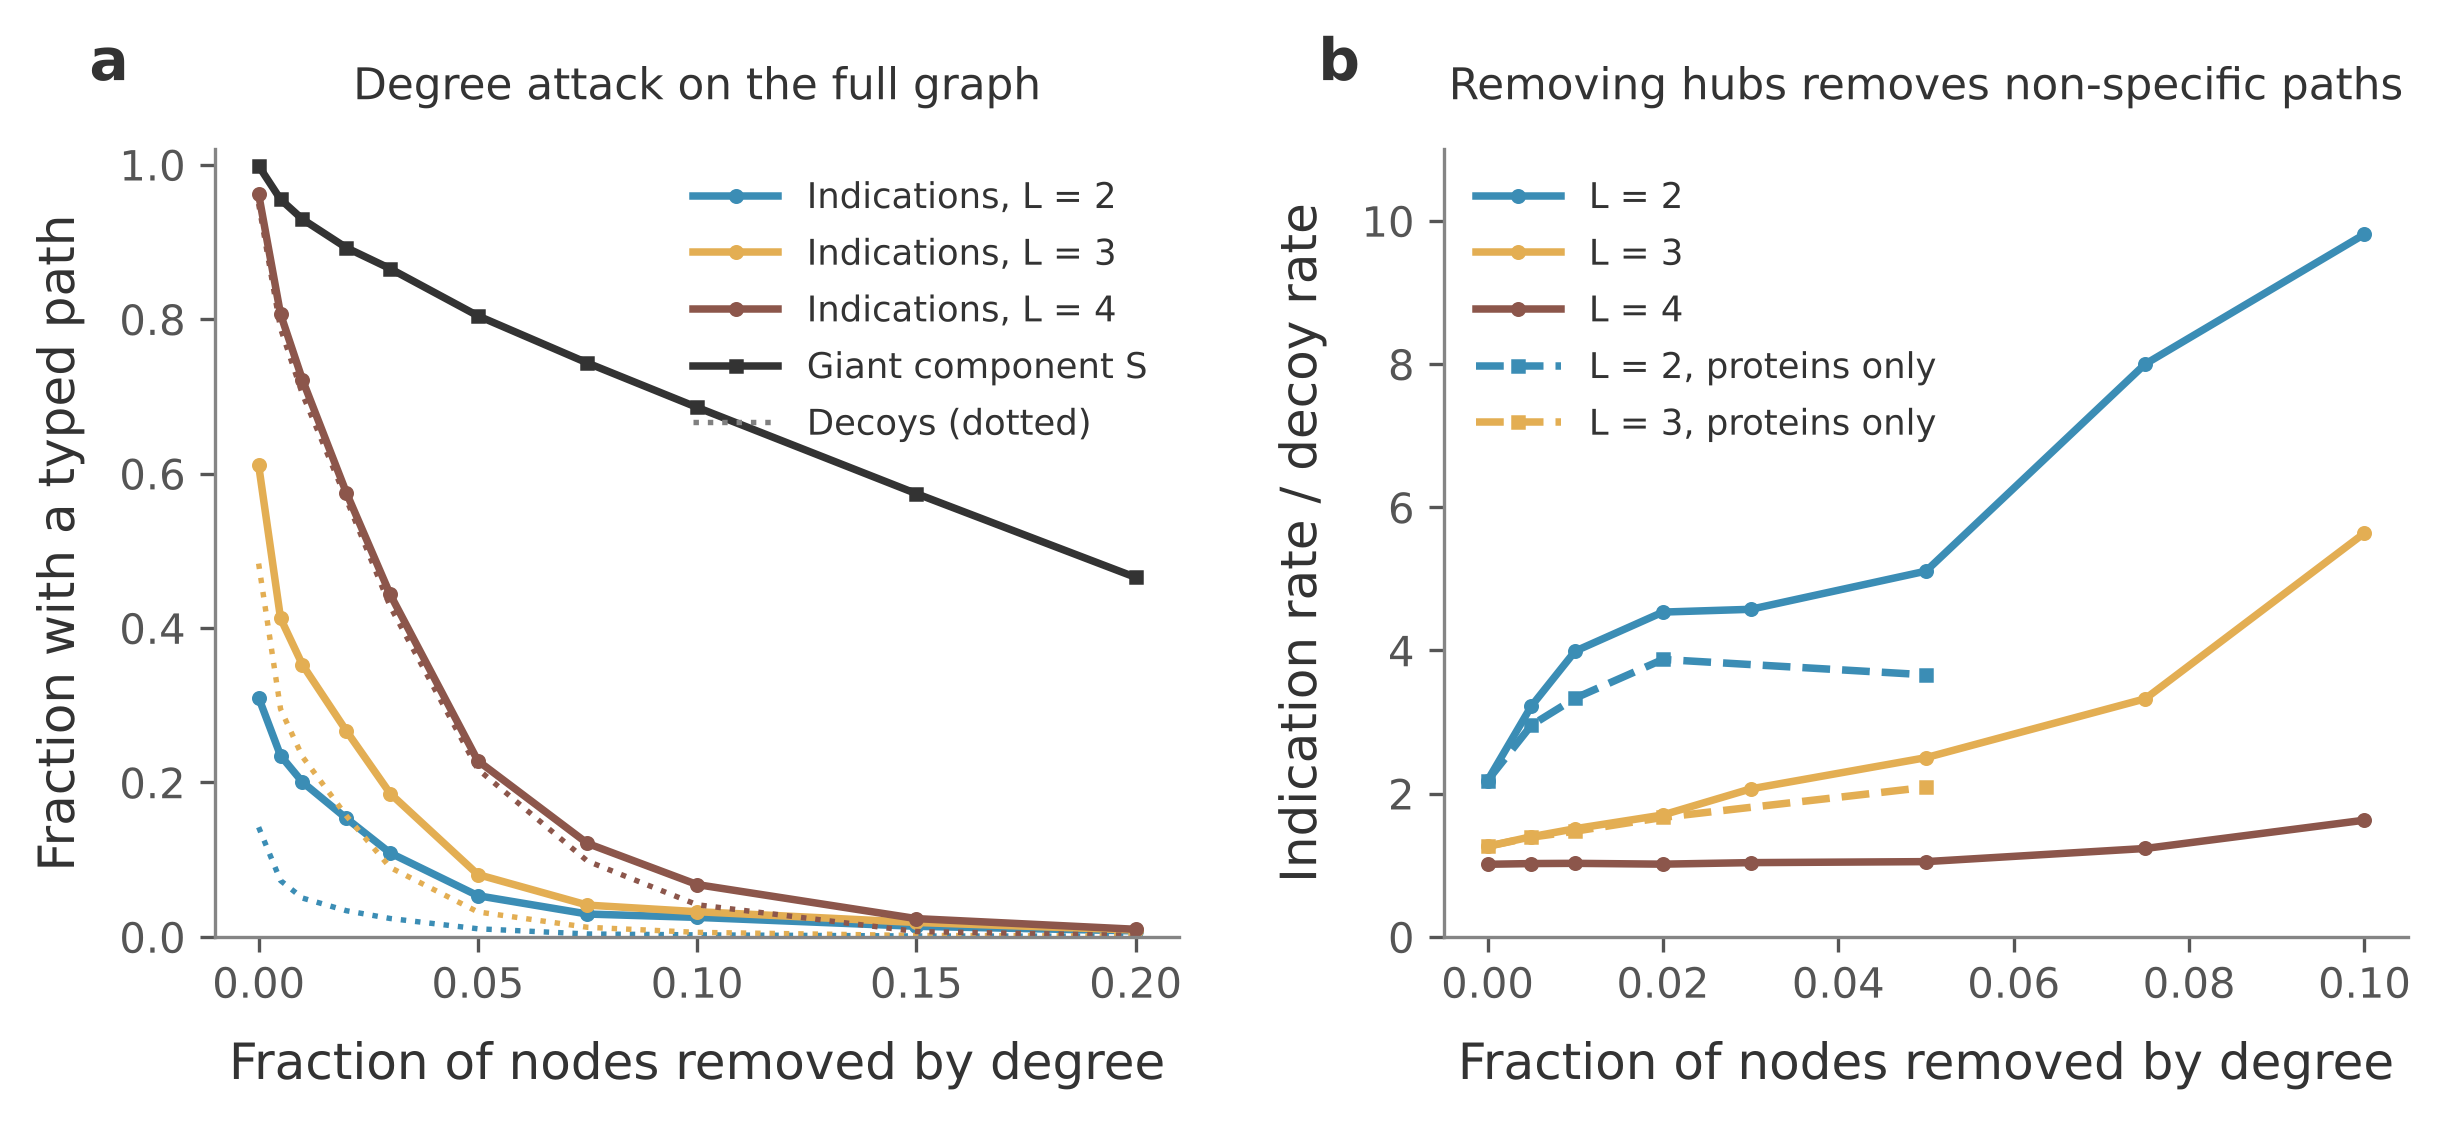 a
Degree attack on the full graph
Fraction with a typed path
1.0
0.8
0.6
0.4
0.2
0.0
Indications, L = 2
Indications, L = 3
Indications, L = 4
Giant component S
Decoys (dotted)
0.00 0.05 0.10 0.15 0.20
Fraction of nodes removed by degree
b
Removing hubs removes non-specific paths
Indication rate / decoy rate
10
8
6
4
2
0
L = 2
L = 3
L = 4
L = 2, proteins only
L = 3, proteins only
0.00 0.02 0.04 0.06 0.08 0.10
Fraction of nodes removed by degree